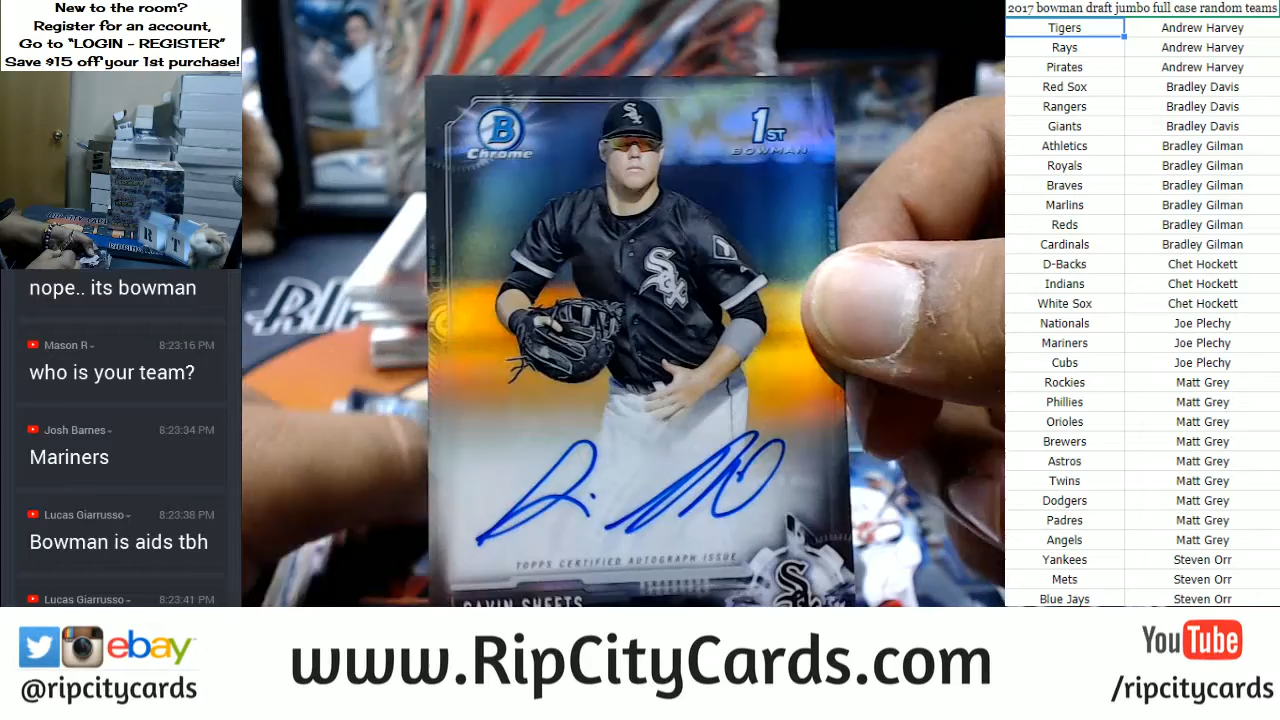 New to the room?
Register for an account,
Go to "LOGIN - REGISTER"
Save $15 off your 1st purchase!
nope.. its bowman
Mason R 8:23:16 PM
who is your team?
Josh Barnes 8:23:34 PM
Mariners
Lucas Giarrusso 8:23:38 PM
Bowman is aids tbh
Lucas Giarrusso 8:23:41 PM
B
Chrome
1ST
BOWMAN
SOX
SOX
TOPPS CERTIFIED AUTOGRAPH ISSUE
GAVIN SHEETS
SOX
R T
2017 bowman draft jumbo full case random teams
Tigers Andrew Harvey
Rays Andrew Harvey
Pirates Andrew Harvey
Red Sox Bradley Davis
Rangers Bradley Davis
Giants Bradley Davis
Athletics Bradley Gilman
Royals Bradley Gilman
Braves Bradley Gilman
Marlins Bradley Gilman
Reds Bradley Gilman
Cardinals Bradley Gilman
D-Backs Chet Hockett
Indians Chet Hockett
White Sox Chet Hockett
Nationals Joe Plechy
Mariners Joe Plechy
Cubs Joe Plechy
Rockies Matt Grey
Phillies Matt Grey
Orioles Matt Grey
Brewers Matt Grey
Astros Matt Grey
Twins Matt Grey
Dodgers Matt Grey
Padres Matt Grey
Angels Matt Grey
Yankees Steven Orr
Mets Steven Orr
Blue Jays Steven Orr
ebay
@ripcitycards
www.RipCityCards.com
YouTube
/ripcitycards